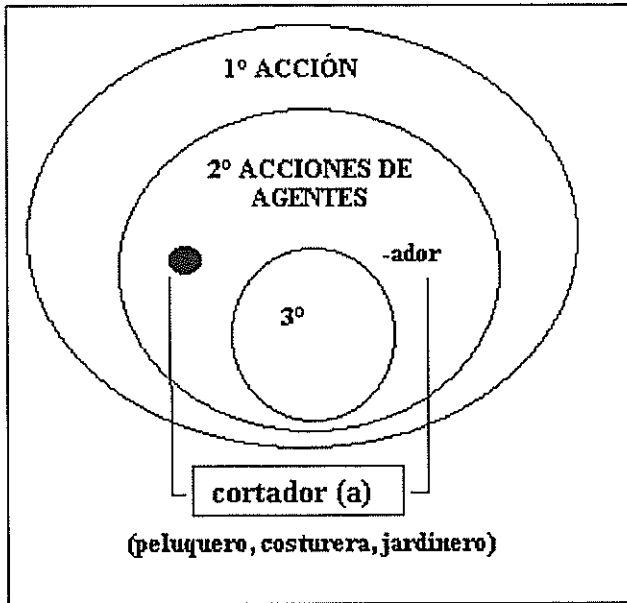 1º ACCIÓN
2º ACCIONES DE
AGENTES
-ador
3º
cortador (a)
(peluquero, costurera, jardinero)